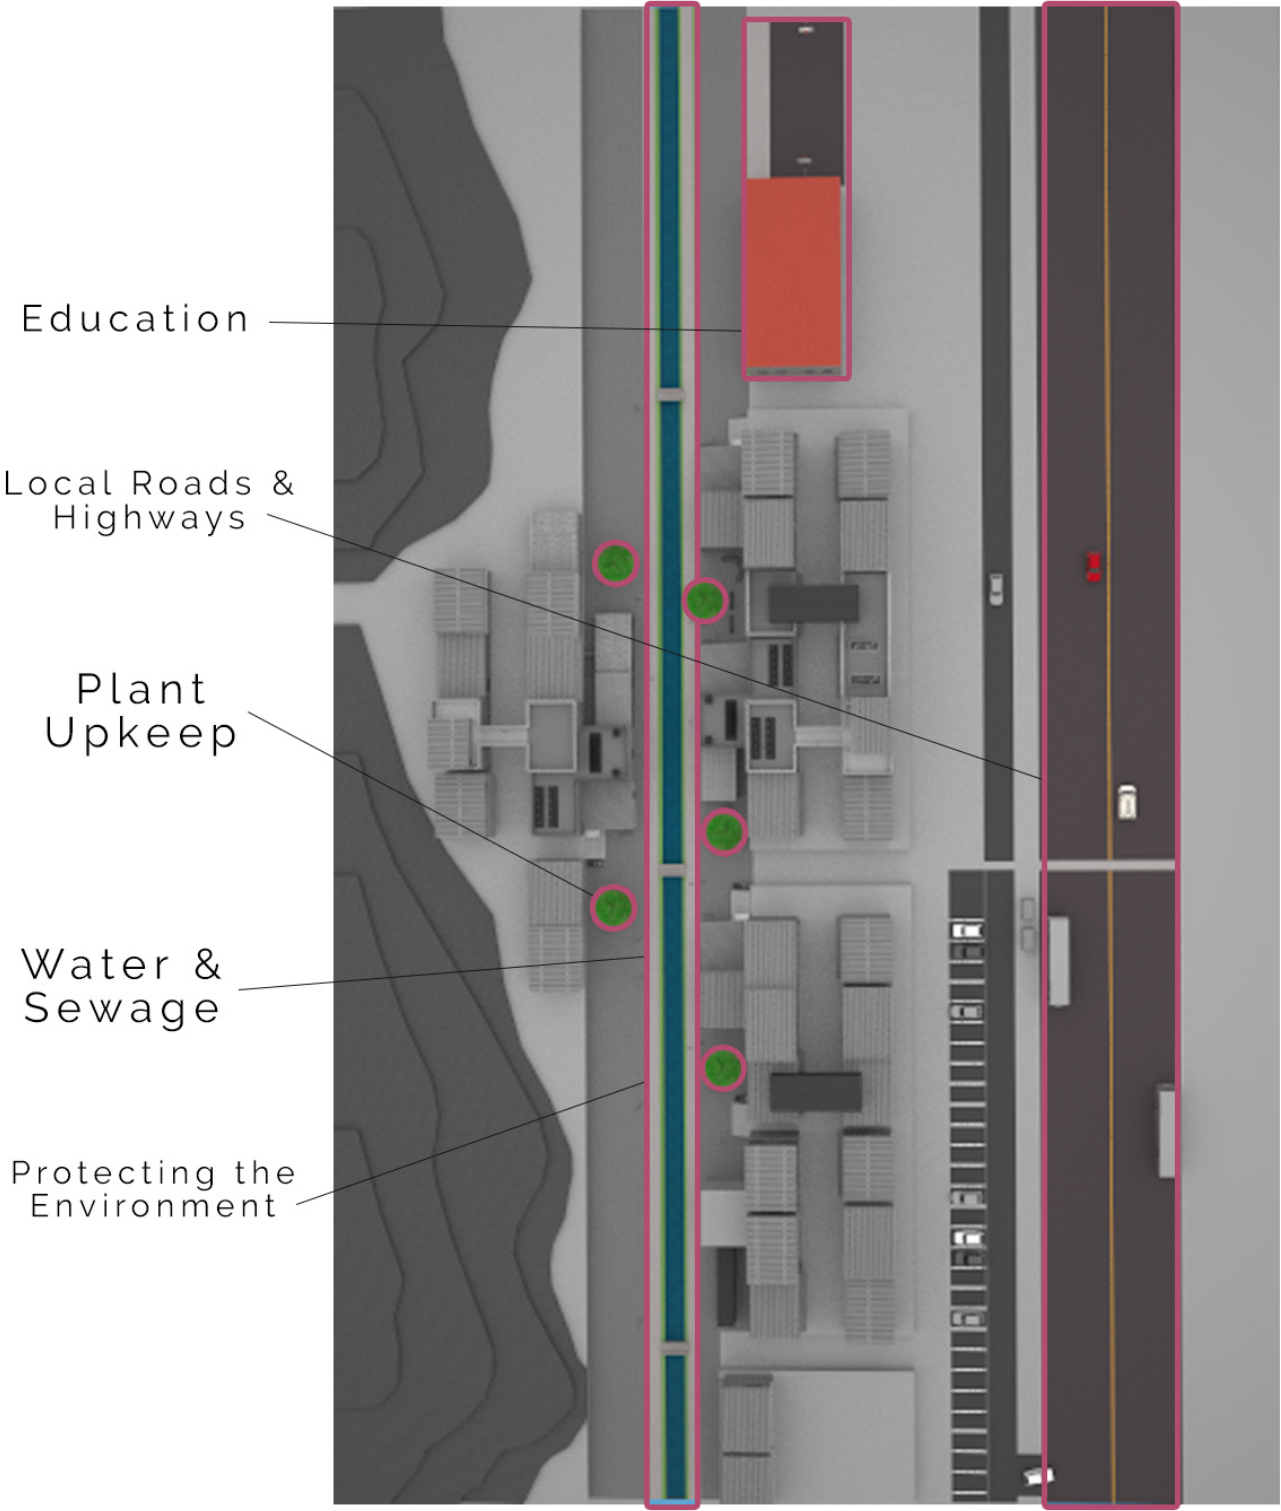 Education
Local Roads &
Highways
Plant
Upkeep
Water &
Sewage
Protecting the
Environment